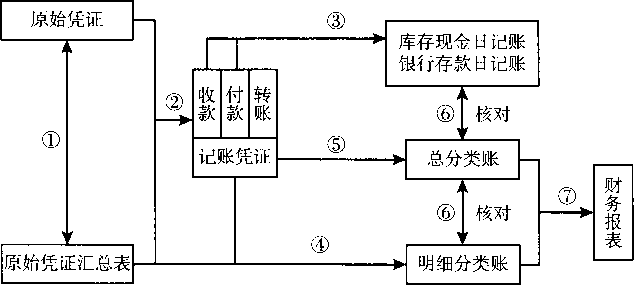 原始凭证
①
原始凭证汇总表
②
收款
付款
转账
记账凭证
③
库存现金日记账
银行存款日记账
⑥ 核对
⑤
总分类账
⑥ 核对
④
明细分类账
⑦
财务报表